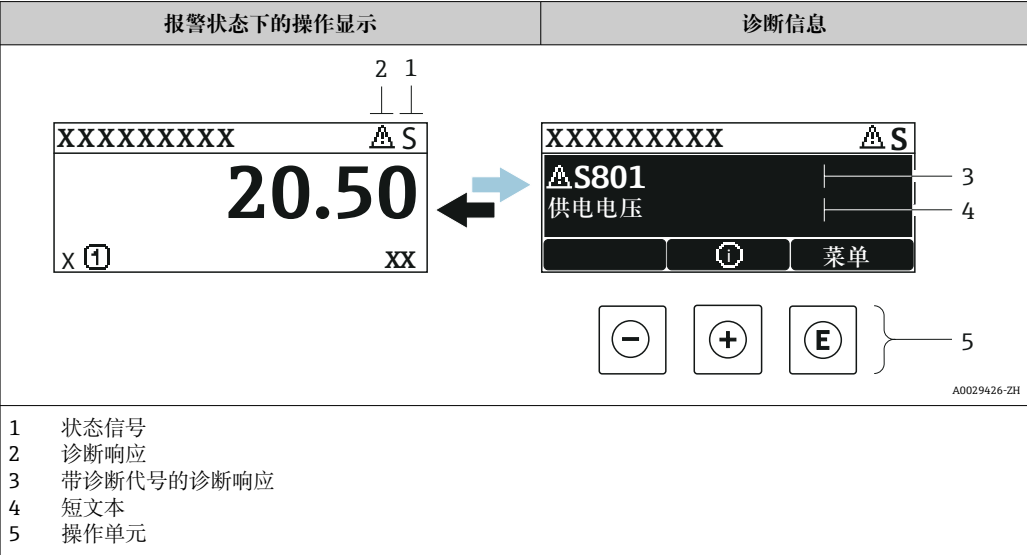 报警状态下的操作显示
诊断信息
2 1
XXXXXXXXX ⚠ S
20.50
X 1
XX
XXXXXXXXX ⚠ S
⚠S801
供电电压
i 菜单
3
4
− + E
5
A0029426-ZH
1 状态信号
2 诊断响应
3 带诊断代号的诊断响应
4 短文本
5 操作单元